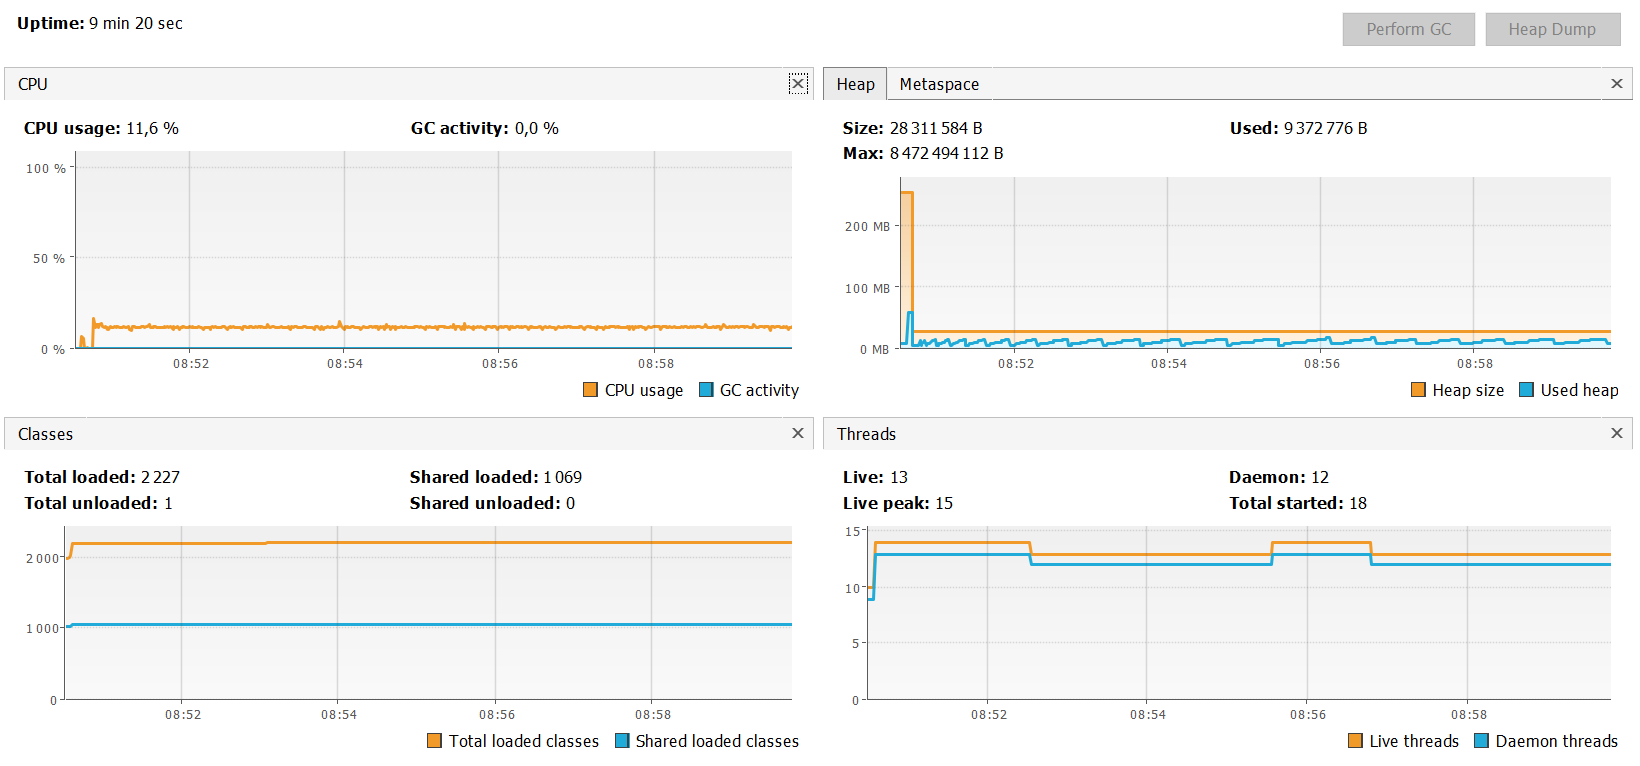 Uptime: 9 min 20 sec
Perform GC
Heap Dump
CPU
CPU usage: 11,6 %
GC activity: 0,0 %
100 %
50 %
0 %
08:52
08:54
08:56
08:58
CPU usage
GC activity
Heap
Metaspace
Size: 28 311 584 B
Used: 9 372 776 B
Max: 8 472 494 112 B
200 MB
100 MB
0 MB
08:52
08:54
08:56
08:58
Heap size
Used heap
Classes
Total loaded: 2 227
Shared loaded: 1 069
Total unloaded: 1
Shared unloaded: 0
2 000
1 000
0
08:52
08:54
08:56
08:58
Total loaded classes
Shared loaded classes
Threads
Live: 13
Daemon: 12
Live peak: 15
Total started: 18
15
10
5
0
08:52
08:54
08:56
08:58
Live threads
Daemon threads